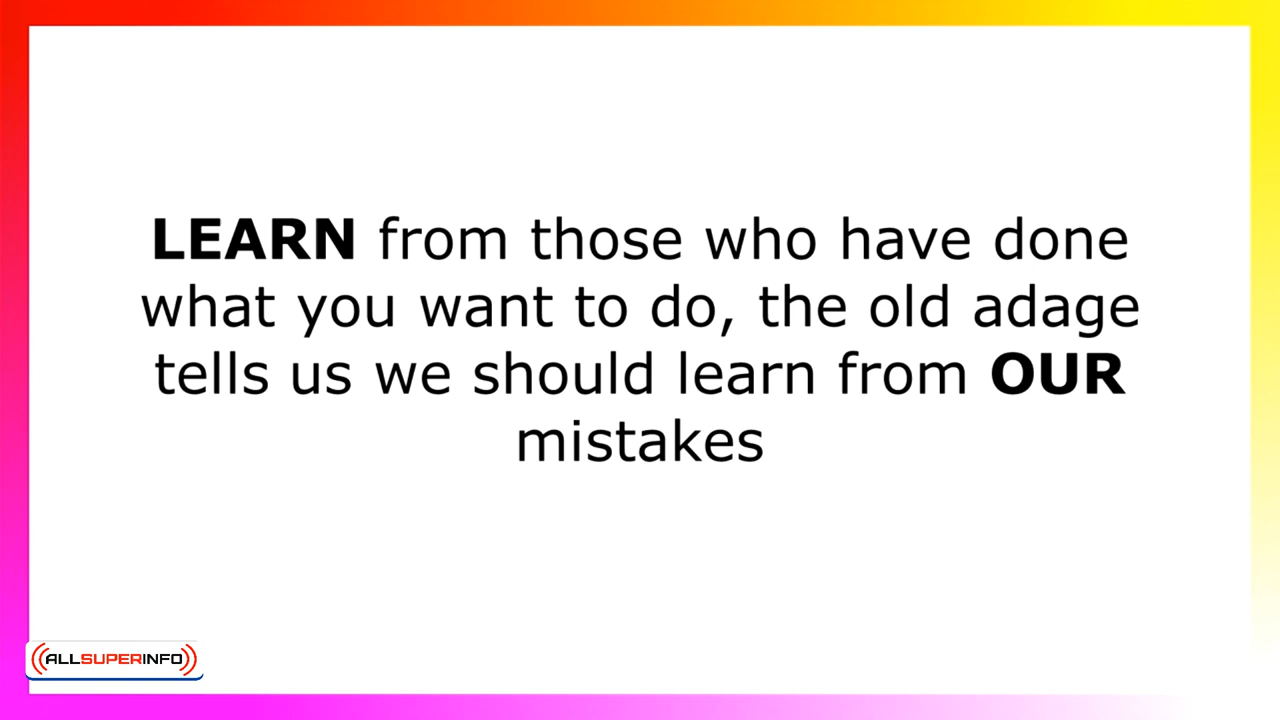 LEARN from those who have done
what you want to do, the old adage
tells us we should learn from OUR
mistakes
ALLSUPERINFO